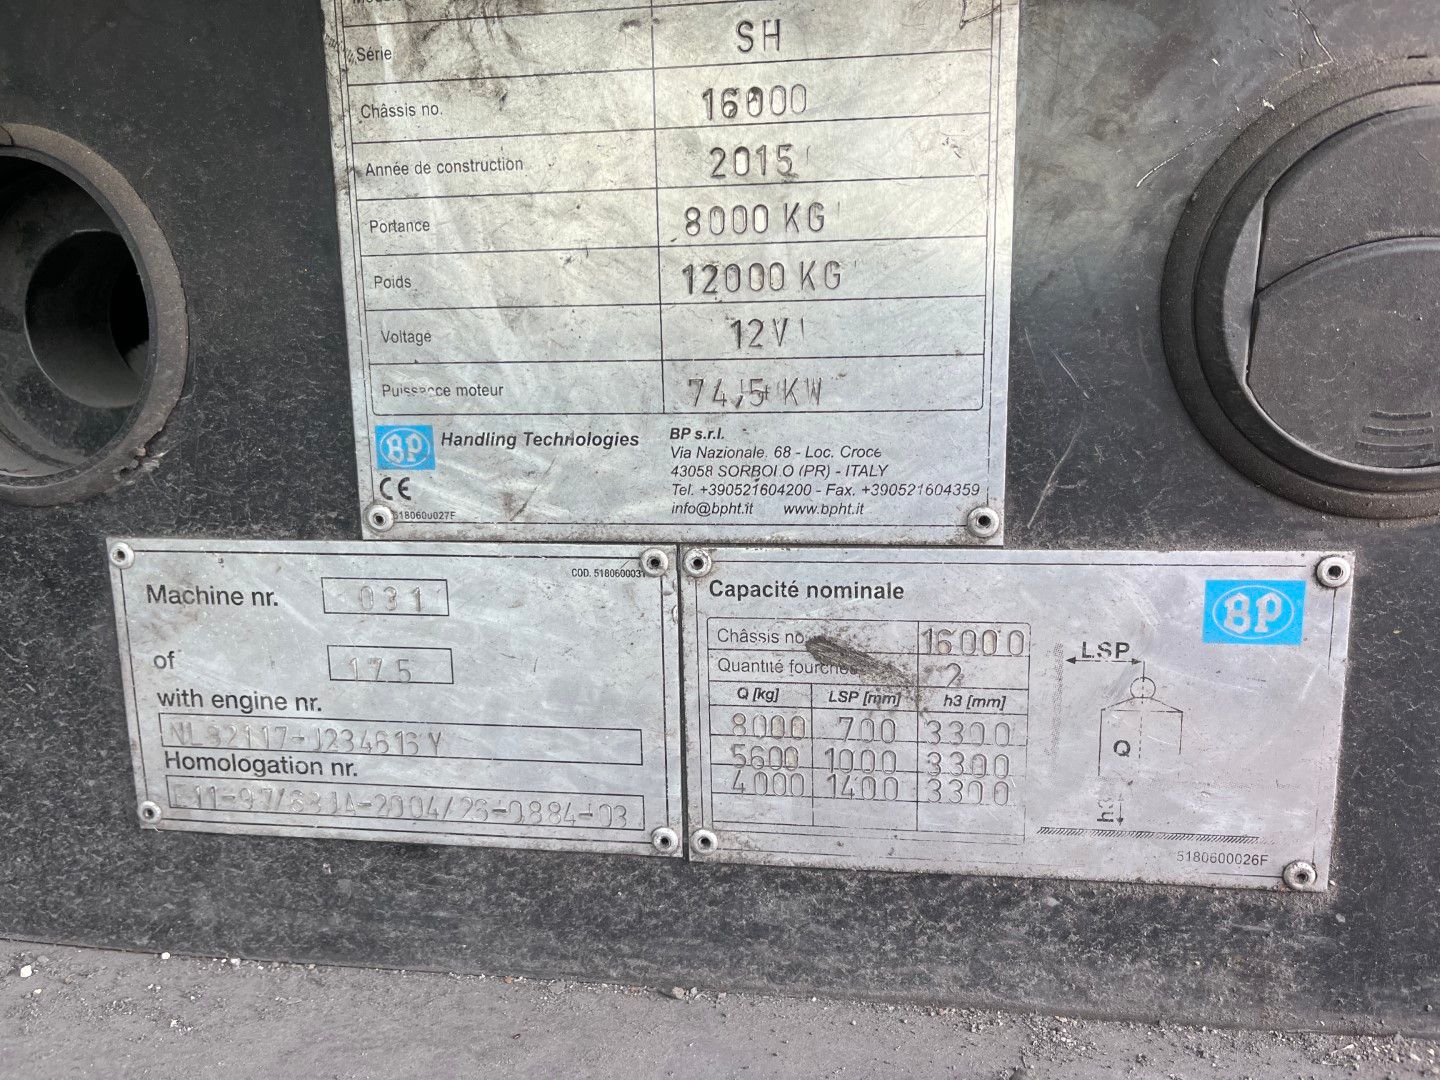 Série SH
Châssis no. 16000
Année de construction 2015
Portance 8000 KG
Poids 12000 KG
Voltage 12V
Puissance moteur 74,5 KW
BP Handling Technologies
BP s.r.l.
Via Nazionale, 68 - Loc. Croce
43058 SORBOLO (PR) - ITALY
Tel. +390521604200 - Fax. +390521604359
info@bpht.it www.bpht.it
CE
5180600027F
COD. 5180600031
Machine nr. 031
of 175
with engine nr.
Homologation nr.
Capacité nominale
BP
Châssis no. 16000
Quantité fourches 2
Q [kg] LSP [mm] h3 [mm]
8000 700 3300
5600 1000 3300
4000 1400 3300
LSP
Q
h3
5180600026F